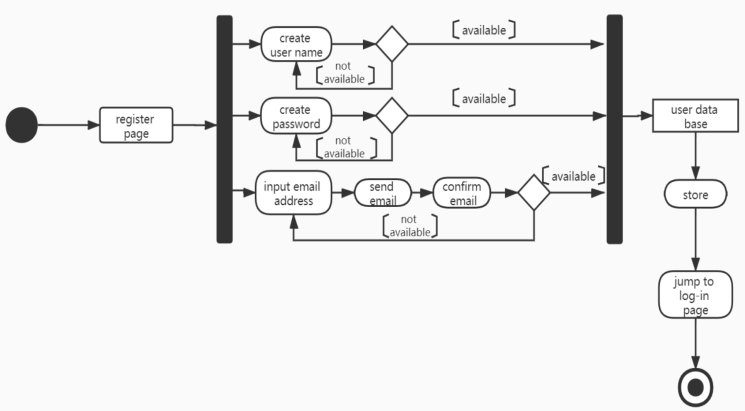 create
user name
[available]
[not
available]
register
page
create
password
[available]
[not
available]
user data
base
input email
address
send
email
confirm
email
[available]
[not
available]
store
jump to
log-in
page